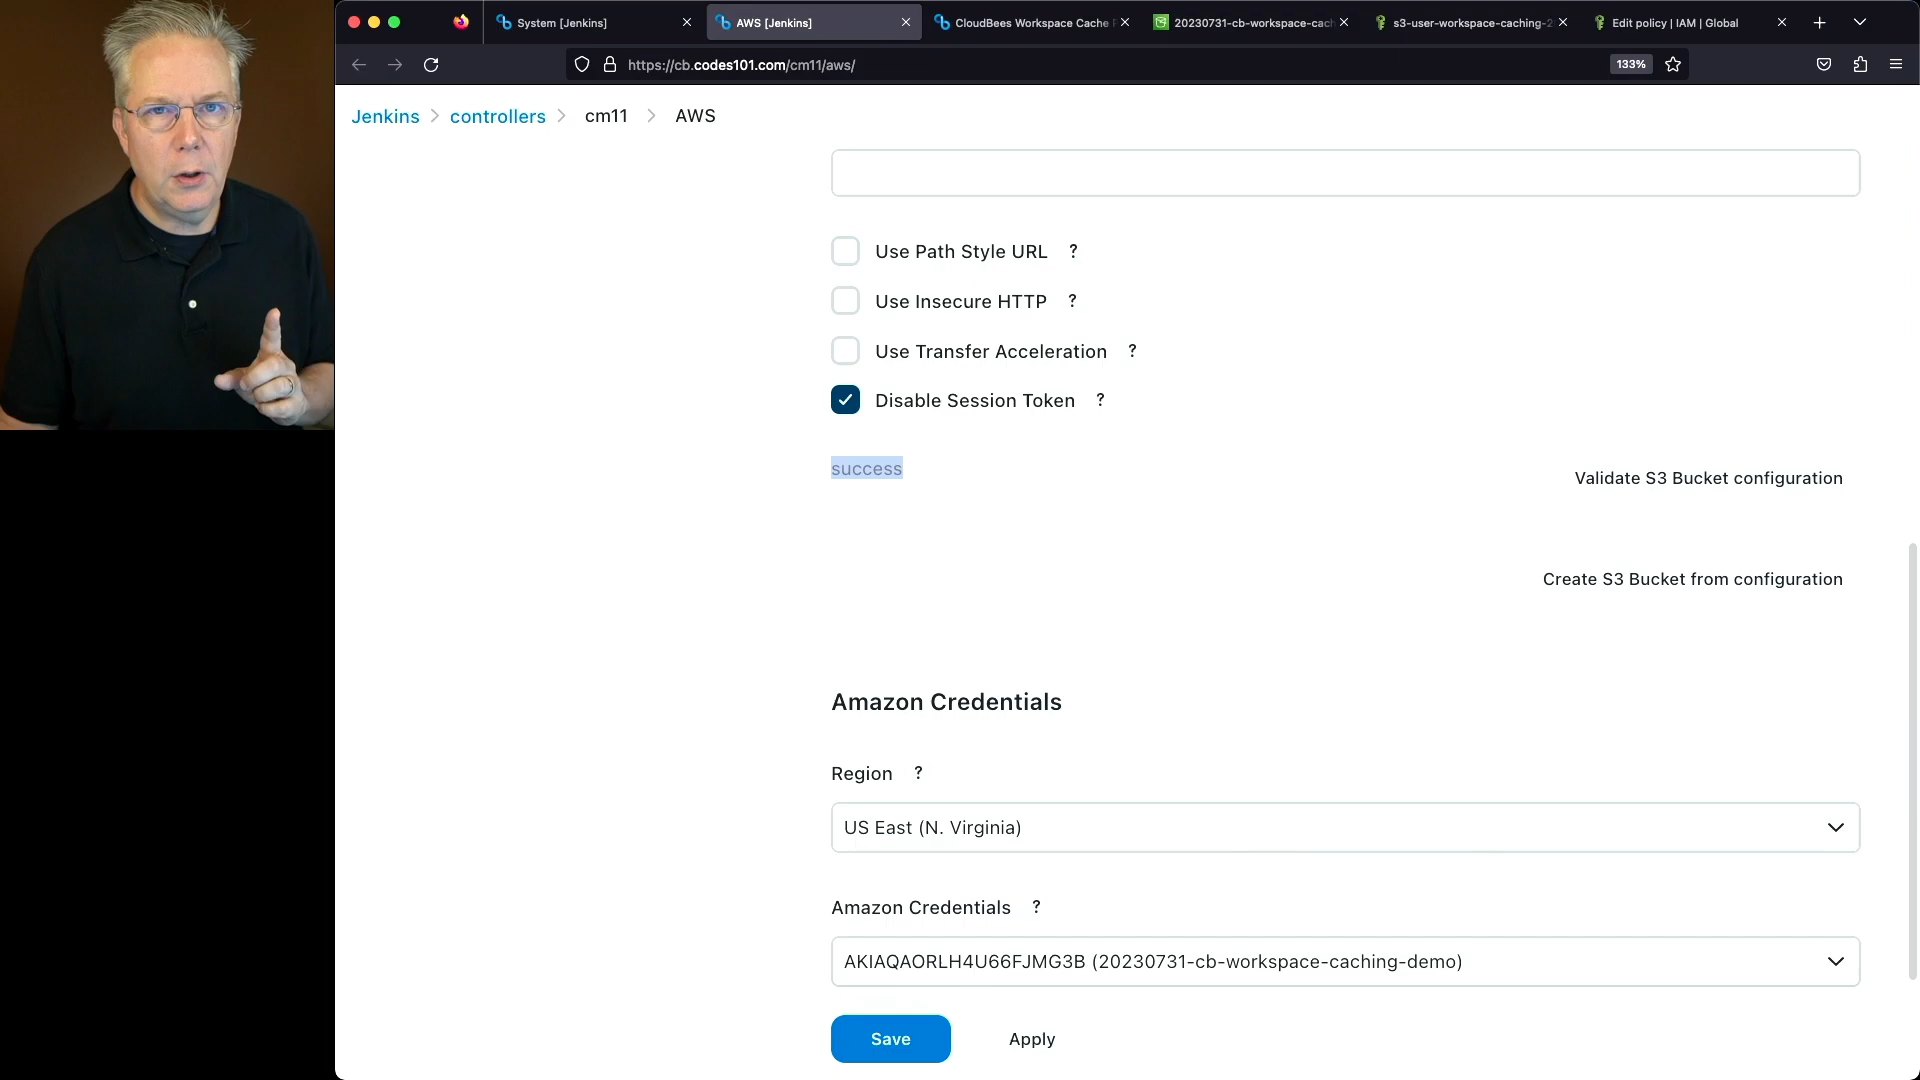 System [Jenkins]
AWS [Jenkins]
CloudBees Workspace Cache
20230731-cb-workspace-cach
s3-user-workspace-caching-2
Edit policy | IAM | Global
https://cb.codes101.com/cm11/aws/
133%
Jenkins
controllers
cm11
AWS
Use Path Style URL ?
Use Insecure HTTP ?
Use Transfer Acceleration ?
Disable Session Token ?
success
Validate S3 Bucket configuration
Create S3 Bucket from configuration
Amazon Credentials
Region ?
US East (N. Virginia)
Amazon Credentials ?
AKIAQAORLH4U66FJMG3B (20230731-cb-workspace-caching-demo)
Save
Apply